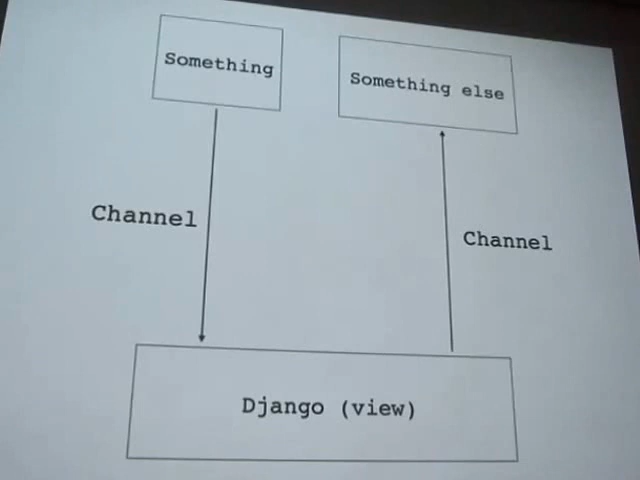 Something
Something else
Channel
Channel
Django (view)